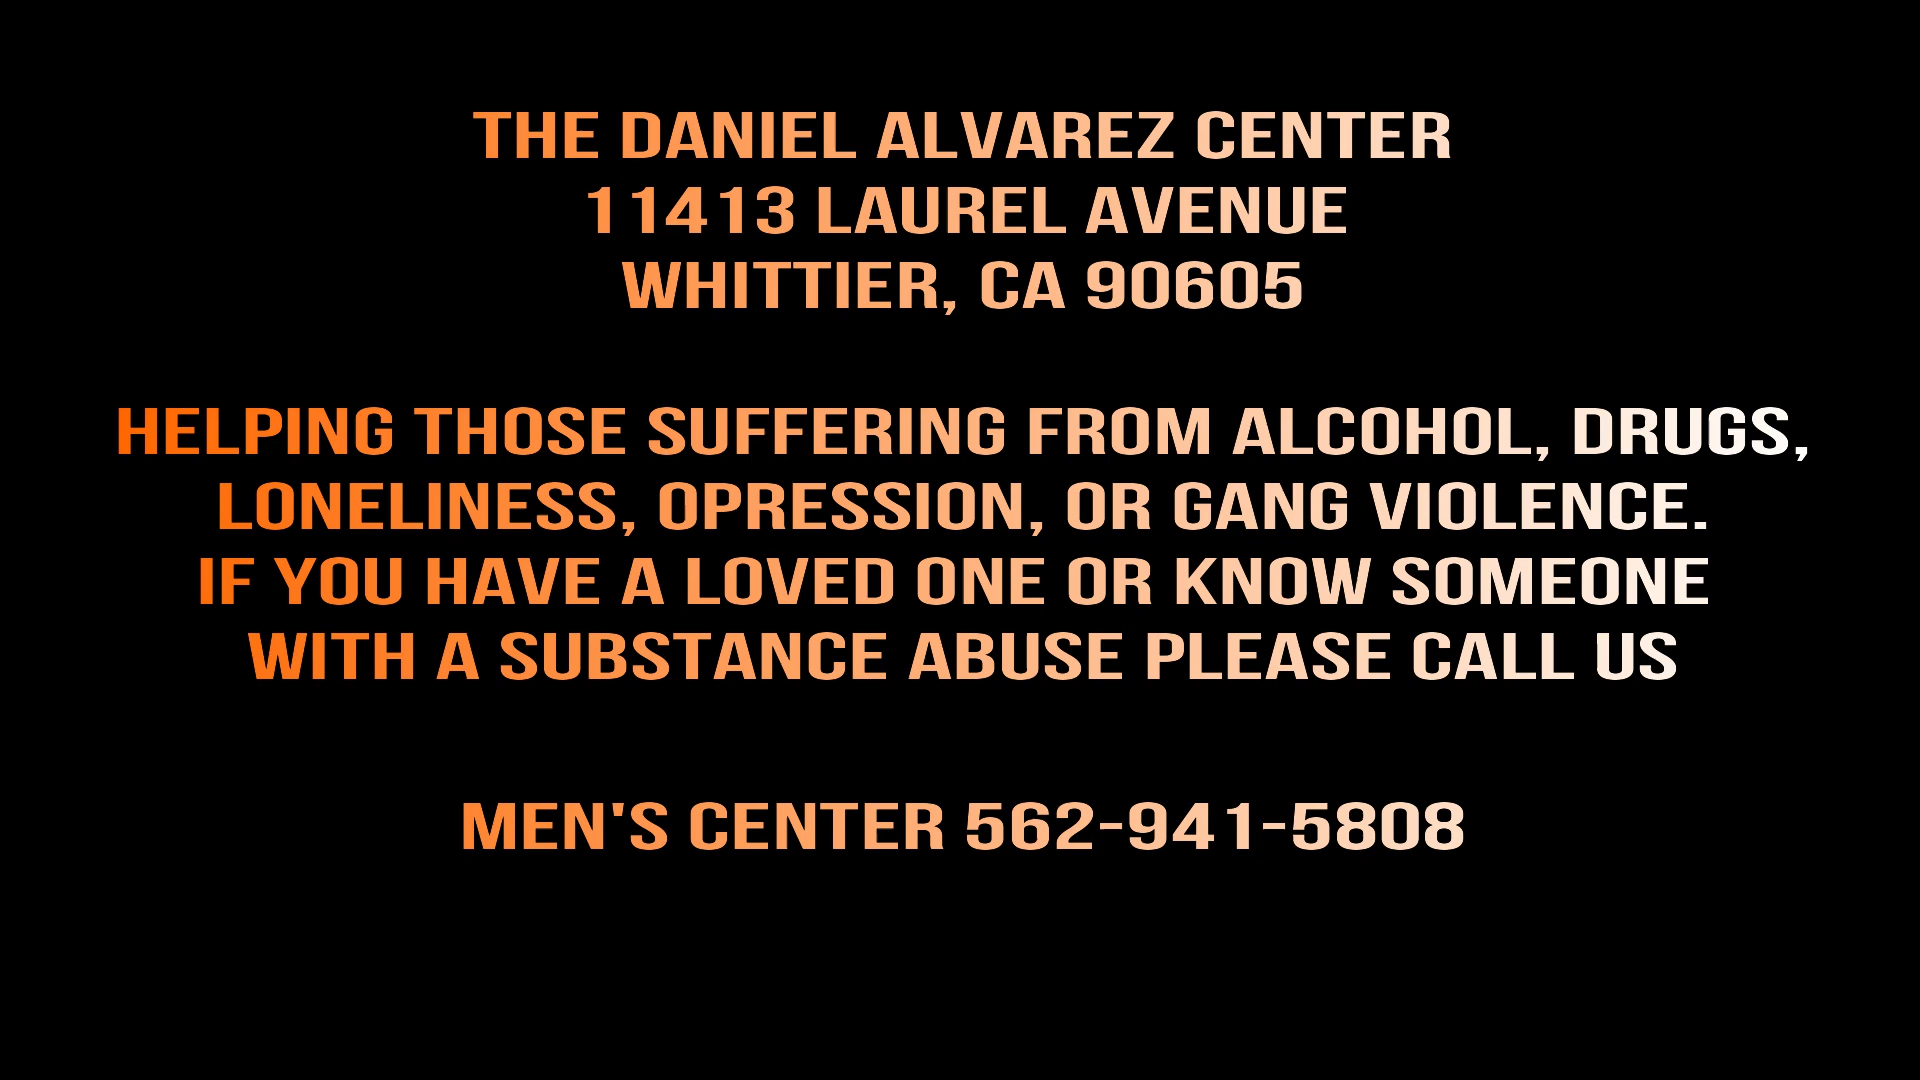 THE DANIEL ALVAREZ CENTER
11413 LAUREL AVENUE
WHITTIER, CA 90605
HELPING THOSE SUFFERING FROM ALCOHOL, DRUGS,
LONELINESS, OPRESSION, OR GANG VIOLENCE.
IF YOU HAVE A LOVED ONE OR KNOW SOMEONE
WITH A SUBSTANCE ABUSE PLEASE CALL US
MEN'S CENTER 562-941-5808